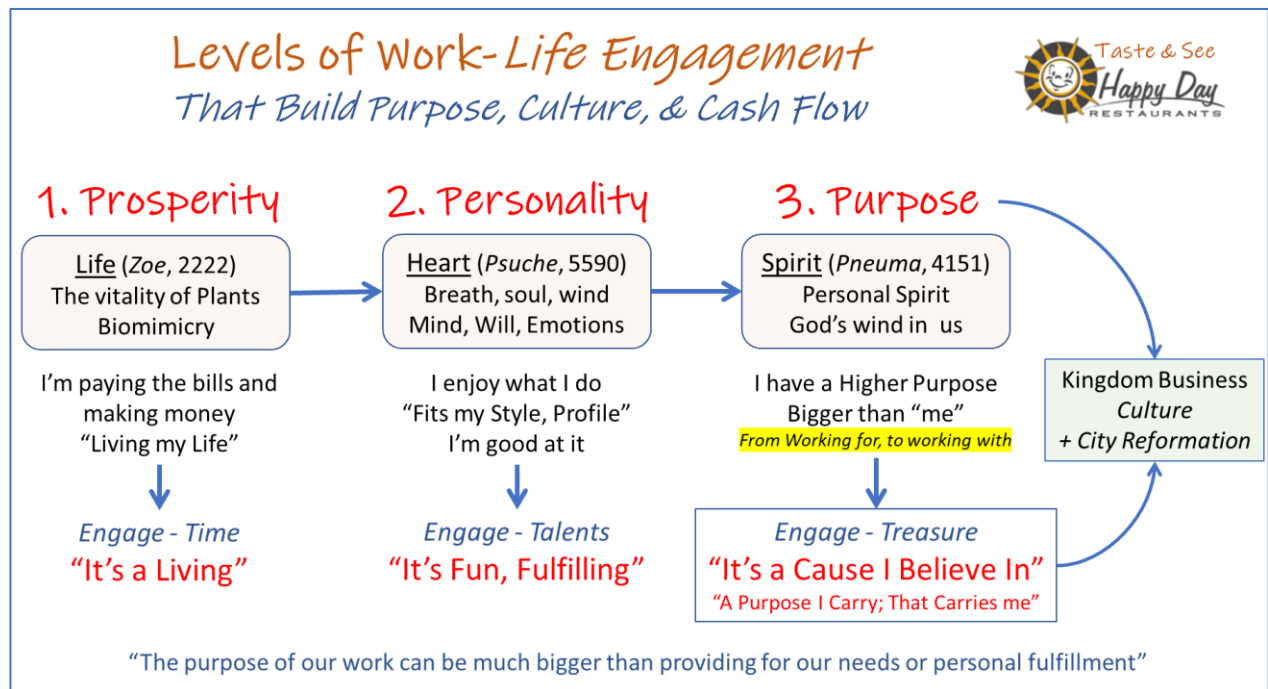 Levels of Work-Life Engagement
That Build Purpose, Culture, & Cash Flow
Taste & See
Happy Day
RESTAURANTS
1. Prosperity
Life (Zoe, 2222)
The vitality of Plants
Biomimicry
I'm paying the bills and
making money
“Living my Life”
Engage - Time
“It's a Living”
2. Personality
Heart (Psuche, 5590)
Breath, soul, wind
Mind, Will, Emotions
I enjoy what I do
“Fits my Style, Profile”
I'm good at it
Engage - Talents
“It's Fun, Fulfilling”
3. Purpose
Spirit (Pneuma, 4151)
Personal Spirit
God's wind in us
I have a Higher Purpose
Bigger than “me”
From Working for, to working with
Engage - Treasure
“It's a Cause I Believe In”
“A Purpose I Carry; That Carries me”
Kingdom Business
Culture
+ City Reformation
“The purpose of our work can be much bigger than providing for our needs or personal fulfillment”